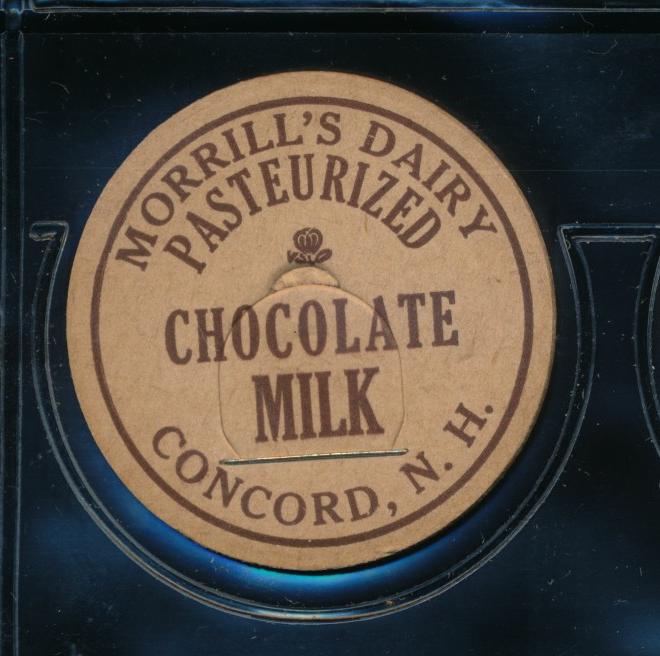 MORRILL'S DAIRY
PASTEURIZED
CHOCOLATE
MILK
CONCORD, N. H.